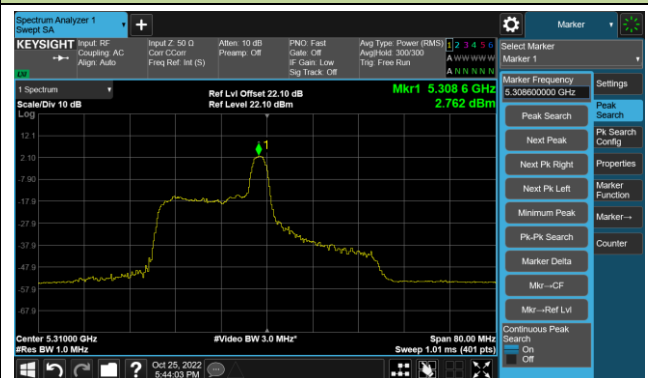 Spectrum Analyzer 1
Swept SA
+
Marker
KEYSIGHT
Input: RF
Coupling: AC
Align: Auto
Input Z: 50 Ω
Corr CCorr
Freq Ref: Int (S)
Atten: 10 dB
Preamp: Off
PNO: Fast
Gate: Off
IF Gain: Low
Sig Track: Off
Avg Type: Power (RMS)
Avg|Hold: 300/300
Trig: Free Run
1 2 3 4 5 6
A W W W W W
A N N N N N
Select Marker
Marker 1
LXI
1 Spectrum
Scale/Div 10 dB
Log
Ref Lvl Offset 22.10 dB
Ref Level 22.10 dBm
Mkr1 5.308 6 GHz
2.762 dBm
Marker Frequency
5.308600000 GHz
Settings
Peak Search
Peak
Search
Next Peak
Pk Search
Config
Next Pk Right
Properties
Next Pk Left
Marker
Function
Minimum Peak
Marker→
Pk-Pk Search
Counter
Marker Delta
Mkr→CF
Mkr→Ref Lvl
Continuous Peak
Search
On
Off
12.1
1
2.10
-7.90
-17.9
-27.9
-37.9
-47.9
-57.9
-67.9
Center 5.31000 GHz
#Res BW 1.0 MHz
#Video BW 3.0 MHz*
Span 80.00 MHz
Sweep 1.01 ms (401 pts)
?
Oct 25, 2022
5:44:03 PM